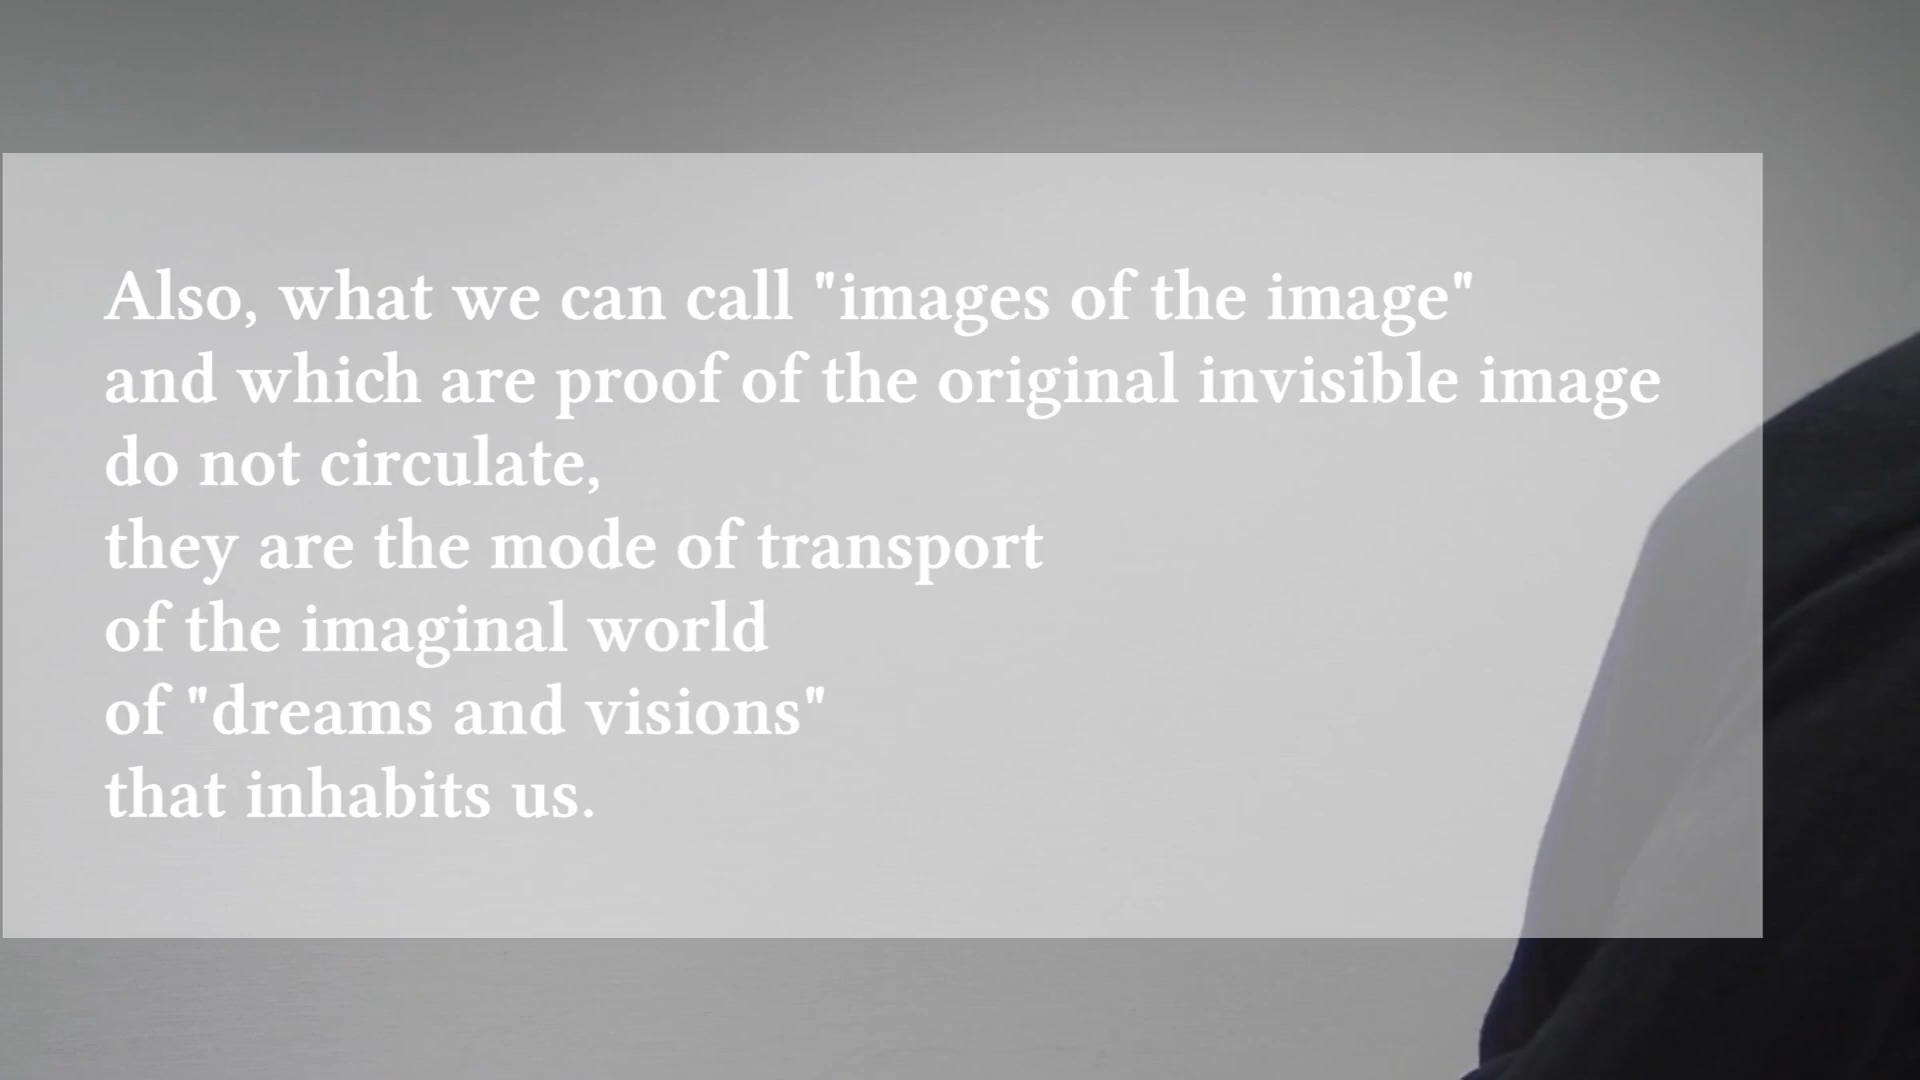 Also, what we can call "images of the image"
and which are proof of the original invisible image
do not circulate,
they are the mode of transport
of the imaginal world
of "dreams and visions"
that inhabits us.